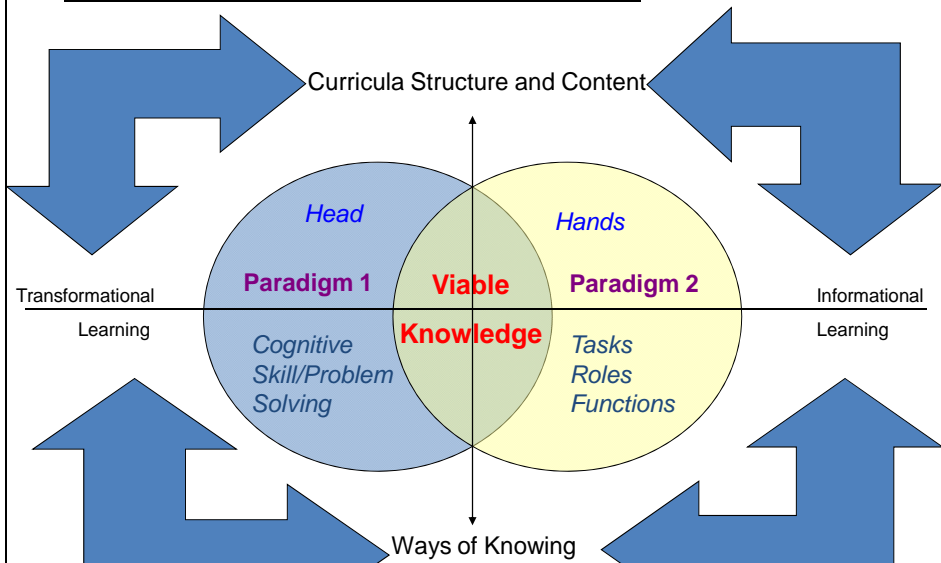 Curricula Structure and Content
Head
Hands
Paradigm 1
Viable
Paradigm 2
Transformational
Informational
Learning
Knowledge
Learning
Cognitive
Skill/Problem
Solving
Tasks
Roles
Functions
Ways of Knowing